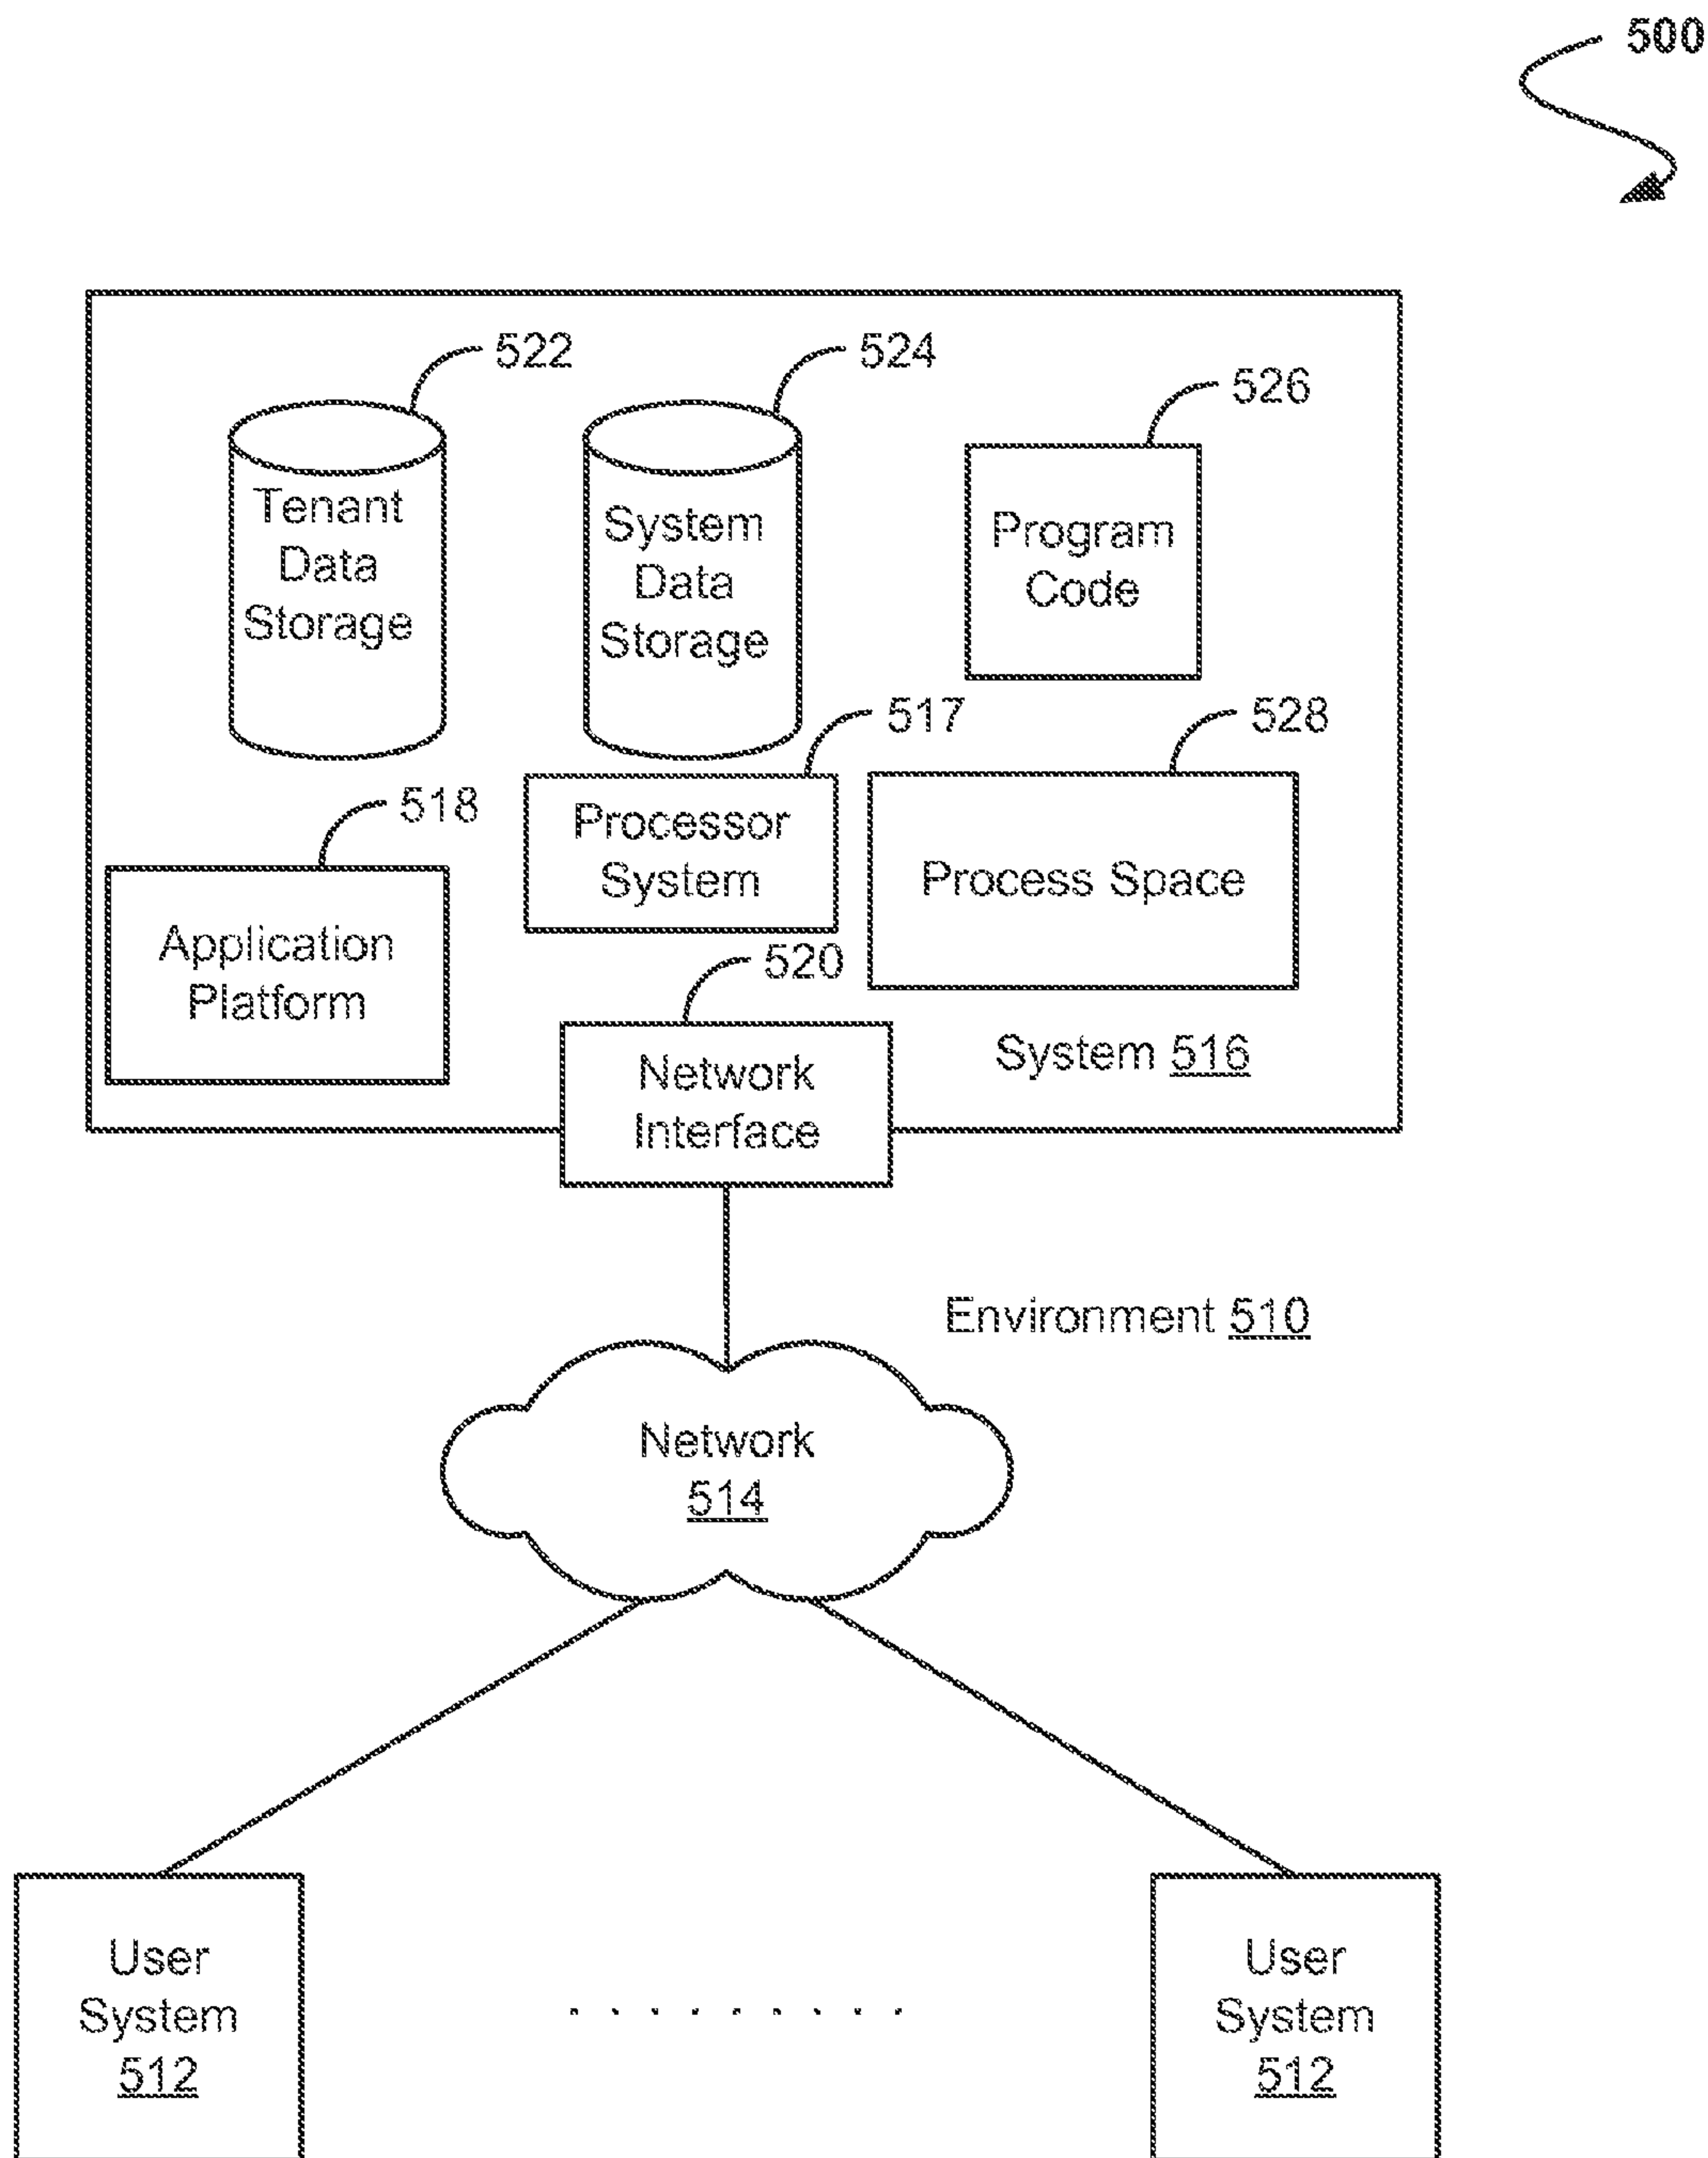 500
522
524
526
Tenant
Data
Storage
System
Data
Storage
Program
Code
517
528
518
Processor
System
Process Space
Application
Platform
520
Network
Interface
System 516
Environment 510
Network
514
User
System
512
. . . . . . . . .
User
System
512